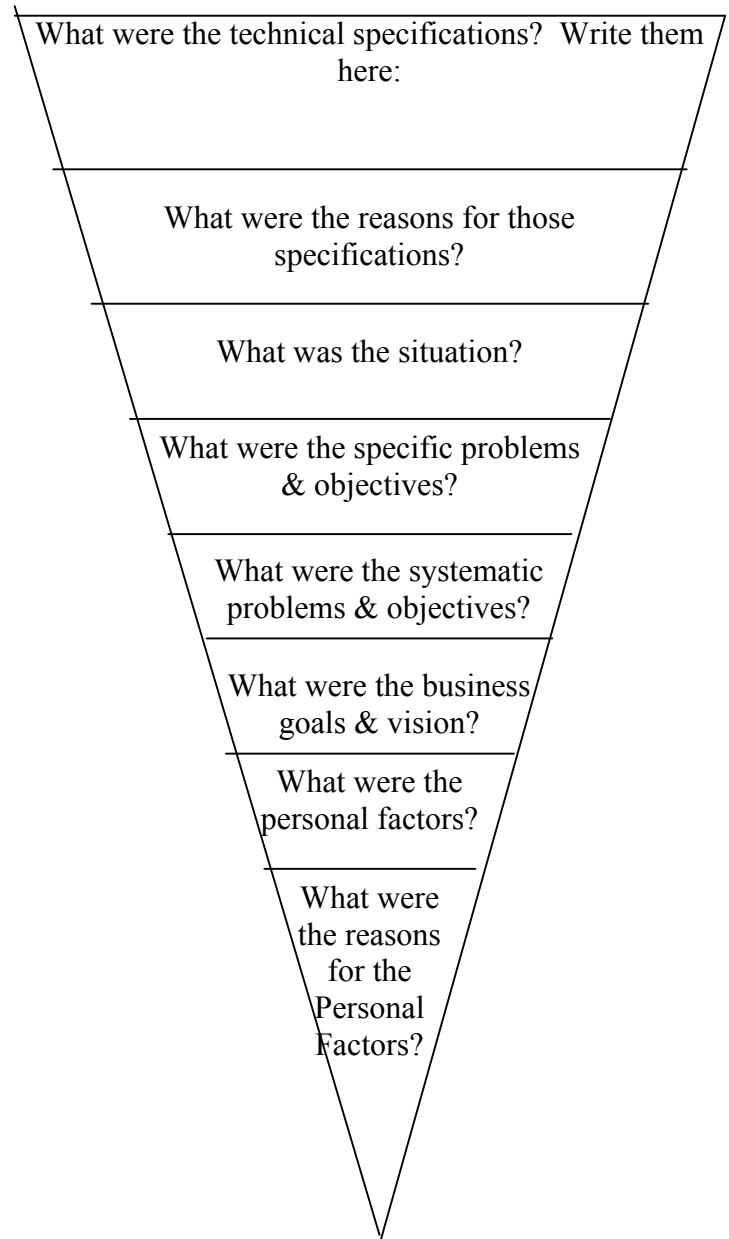 What were the technical specifications?  Write them
here:
What were the reasons for those
specifications?
What was the situation?
What were the specific problems
& objectives?
What were the systematic
problems & objectives?
What were the business
goals & vision?
What were the
personal factors?
What were
the reasons
for the
Personal
Factors?